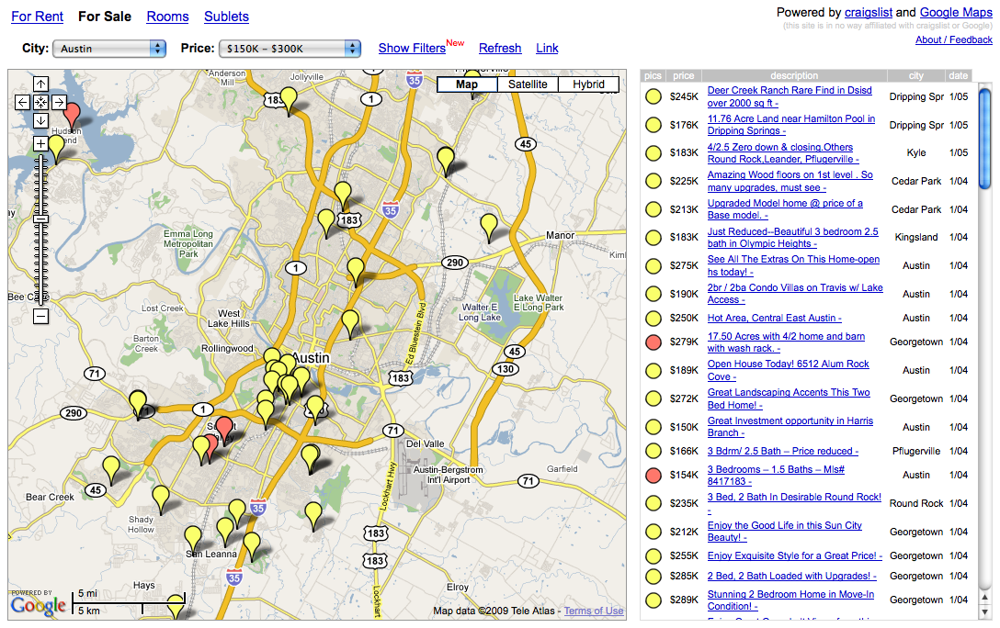 For Rent For Sale Rooms Sublets
Powered by craigslist and Google Maps
(this site is in no way affiliated with craigslist or Google)
About / Feedback
City: Austin Price: $150K - $300K Show Filters New Refresh Link
Map Satellite Hybrid
Anderson
Mill
Jollyville
183
1
35
45
Hudson
Bend
35
183
Manor
Emma Long
Metropolitan
Park
290
1
Bee
Lost Creek
West
Lake Hills
Walter E
Long Lake
Lake Walter
E Long Park
Ed Bluestein Blvd
Barton
Creek
Rollingwood
Austin
45
130
71
183
290
1
71
Del Valle
Austin-Bergstrom
Int'l Airport
Garfield
71
Lockhart Hwy
Bear Creek
45
35
Shady
Hollow
183
San Leanna
183
35
Hays
Elroy
Lockhart
POWERED BY
Google
5 mi
5 km
Map data ©2009 Tele Atlas - Terms of Use
pics price description city date
$245K Deer Creek Ranch Rare Find in Dsisd Dripping Spr 1/05
over 2000 sq ft -
$176K 11.76 Acre Land near Hamilton Pool in Dripping Spr 1/05
Dripping Springs -
$183K 4/2.5 Zero down & closing.Others Kyle 1/05
Round Rock,Leander, Pflugerville -
$225K Amazing Wood floors on 1st level . So Cedar Park 1/04
many upgrades, must see -
$213K Upgraded Model home @ price of a Cedar Park 1/04
Base model. -
$183K Just Reduced--Beautiful 3 bedroom 2.5 Kingsland 1/04
bath in Olympic Heights -
$275K See All The Extras On This Home-open Austin 1/04
hs today! -
$190K 2br / 2ba Condo Villas on Travis w/ Lake Austin 1/04
Access -
$250K Hot Area, Central East Austin - Austin 1/04
$279K 17.50 Acres with 4/2 home and barn Georgetown 1/04
with wash rack. -
$189K Open House Today! 6512 Alum Rock Austin 1/04
Cove -
$272K Great Landscaping Accents This Two Georgetown 1/04
Bed Home! -
$150K Great Investment opportunity in Harris Austin 1/04
Branch -
$166K 3 Bdrm/ 2.5 Bath – Price reduced - Pflugerville 1/04
$154K 3 Bedrooms – 1.5 Baths – Mls# Austin 1/04
8417183 -
$235K 3 Bed, 2 Bath In Desirable Round Rock! Round Rock 1/04
-
$212K Enjoy the Good Life in this Sun City Georgetown 1/04
Beauty! -
$255K Enjoy Exquisite Style for a Great Price! - Georgetown 1/04
$285K 2 Bed, 2 Bath Loaded with Upgrades! - Georgetown 1/04
$289K Stunning 2 Bedroom Home in Move-In Georgetown 1/04
Condition! -